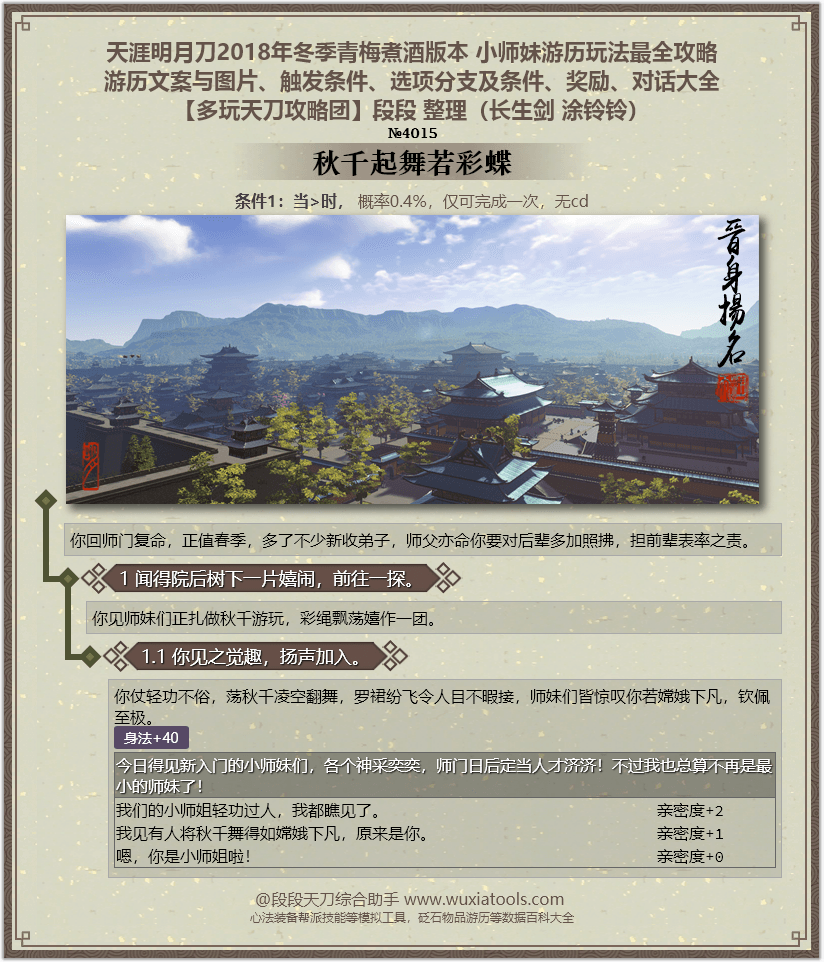 天涯明月刀2018年冬季青梅煮酒版本 小师妹游历玩法最全攻略
游历文案与图片、触发条件、选项分支及条件、奖励、对话大全
【多玩天刀攻略团】段段 整理（长生剑 涂铃铃）
№4015
秋千起舞若彩蝶
条件1：当>时， 概率0.4%，仅可完成一次，无cd
晋身揚名
你回师门复命，正值春季，多了不少新收弟子，师父亦命你要对后辈多加照拂，担前辈表率之责。
1 闻得院后树下一片嬉闹，前往一探。
你见师妹们正扎做秋千游玩，彩绳飘荡嬉作一团。
1.1 你见之觉趣，扬声加入。
你仗轻功不俗，荡秋千凌空翻舞，罗裙纷飞令人目不暇接，师妹们皆惊叹你若嫦娥下凡，钦佩
至极。
身法+40
今日得见新入门的小师妹们，各个神采奕奕，师门日后定当人才济济！不过我也总算不再是最
小的师妹了！
我们的小师姐轻功过人，我都瞧见了。 亲密度+2
我见有人将秋千舞得如嫦娥下凡，原来是你。 亲密度+1
嗯，你是小师姐啦！ 亲密度+0
@段段天刀综合助手 www.wuxiatools.com
心法装备帮派技能等模拟工具，砭石物品游历等数据百科大全